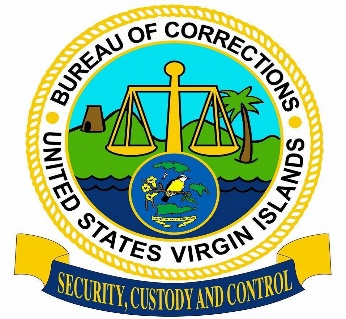 BUREAU OF CORRECTIONS
UNITED STATES VIRGIN ISLANDS
SECURITY, CUSTODY AND CONTROL